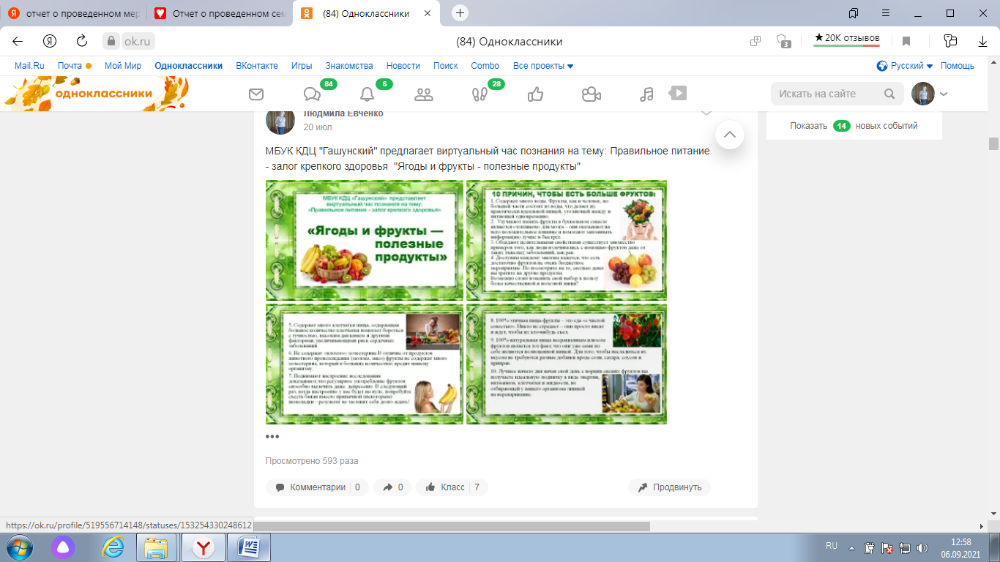 отчет о проведенном мер
Отчет о проведенном сем
(84) Одноклассники
ok.ru
(84) Одноклассники
3
★20К отзывов
Mail.Ru Почта Мой Мир Одноклассники ВКонтакте Игры Знакомства Новости Поиск Combo Все проекты
Русский Помощь
одноклассники
84
6
28
Искать на сайте
Людмила Евченко
20 июл
Показать 14 новых событий
МБУК КДЦ "Гашунский" предлагает виртуальный час познания на тему: Правильное питание
- залог крепкого здоровья "Ягоды и фрукты - полезные продукты"
МБУК КДЦ «Гашунский» представляет
виртуальный час познания на тему:
«Правильное питание - залог крепкого здоровья»
«Ягоды и фрукты —
полезные
продукты»
10 ПРИЧИН, ЧТОБЫ ЕСТЬ БОЛЬШЕ ФРУКТОВ:
1. Содержат много воды. Фрукты, как и человек, по
большей части состоят из воды, что делает их
практически идеальной пищей, утоляющей жажду и
питающей одновременно.
2. Улучшают память фрукты в буквальном смысле
являются «топливом» для мозга – они оказывают на
него положительное влияние и помогают запоминать
информацию лучше и быстрее.
3. Обладают целительными свойствами существует множество
примеров того, как люди излечивались с помощью фруктов даже от
таких тяжелых заболеваний, как рак.
4. Доступны каждому многим кажется, что есть
достаточно фруктов не очень бюджетное
мероприятие. Но посмотрите на то, сколько денег
вы тратите на другие продукты.
Возможно стоит изменить свой выбор в пользу
более качественной и полезной пищи?
5. Содержат много клетчатки пища, содержащая
большое количество клетчатки помогает бороться
с тучностью, высоким давлением и другими
факторами, увеличивающими риск сердечных
заболеваний.
6. Не содержат «плохого» холестерина В отличие от продуктов
животного происхождения (молоко, мясо) фрукты не содержат много
холестерина, который в больших количествах вредит нашему
организму.
7. Поднимают настроение исследования
доказывают, что регулярное употребление фруктов
способно вылечить даже депрессию. В следующий
раз, когда настроение у вас будет на нуле, попробуйте
съесть банан вместо привычной (некоторым)
шоколадки – результат не заставит себя долго ждать!
8. 100% этичная пища фрукты – это еда «с чистой
совестью». Никто не страдает – они просто висят
и ждут, чтобы их кто-нибудь съел.
9. 100% натуральная пища несравненным плюсом
фруктов является тот факт, что они уже сами по
себе являются полноценной пищей. Для того, чтобы насладиться их
вкусом не требуются разные добавки вроде соли, сахара, соусов и
приправ.
10. Лучшее начало дня начав свой день с порции свежих фруктов вы
получаете идеальную подпитку в виде энергии,
витаминов, клетчатки и жидкости, не
отбирающей у вашего организма лишней
на переваривание.
Просмотрено 593 раза
Комментарии 0
0
Класс 7
Продвинуть
https://ok.ru/profile/519556714148/statuses/153254330248612
RU
12:58
06.09.2021